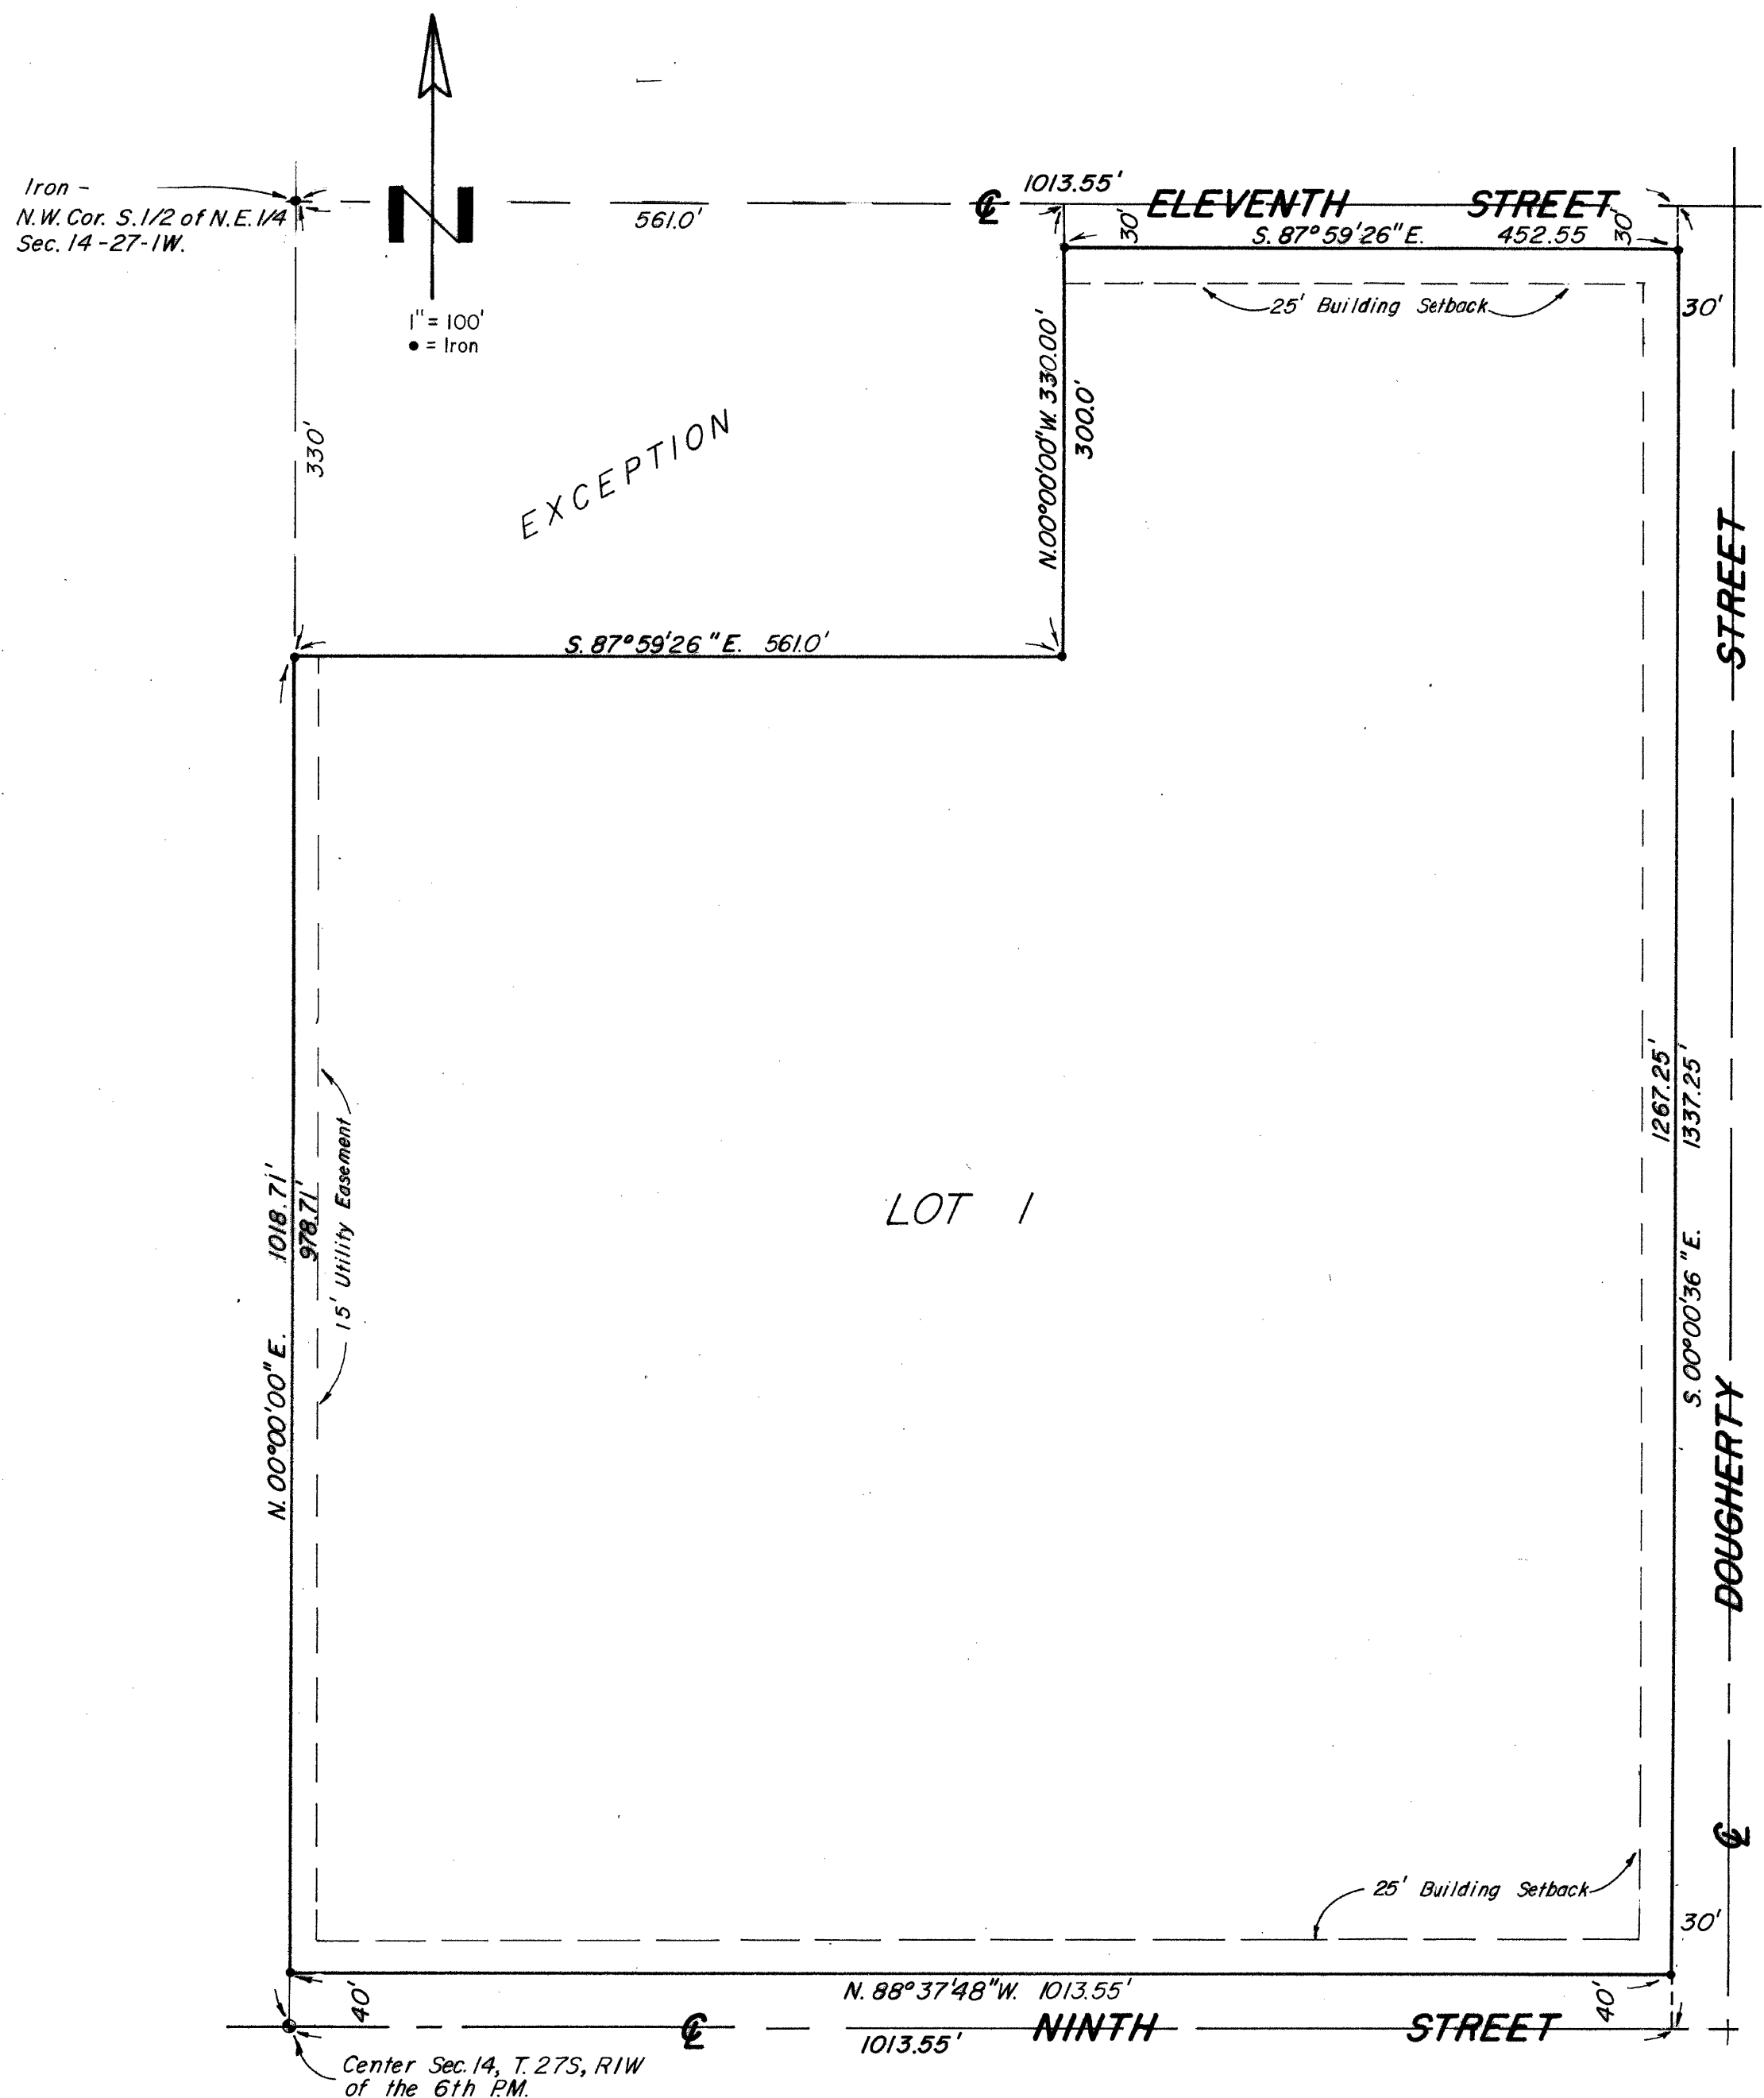 Iron -
N.W. Cor. S.1/2 of N.E. 1/4
Sec. 14-27-1W.
N
1" = 100'
● = Iron
561.0'
℄
1013.55'
ELEVENTH STREET
30'
S. 87°59'26"E. 452.55
30'
25' Building Setback
30'
330'
EXCEPTION
N.00°00'00"W. 330.00'
300.0'
STREET
S. 87°59'26"E. 561.0'
1018.71'
978.71'
N. 00°00'00"E.
15' Utility Easement
LOT 1
1267.25'
1337.25'
S. 00°00'36"E.
DOUGHERTY
℄
25' Building Setback
30'
N. 88°37'48"W. 1013.55'
40'
40'
℄
1013.55'
NINTH STREET
Center Sec. 14, T. 27S, R1W
of the 6th P.M.